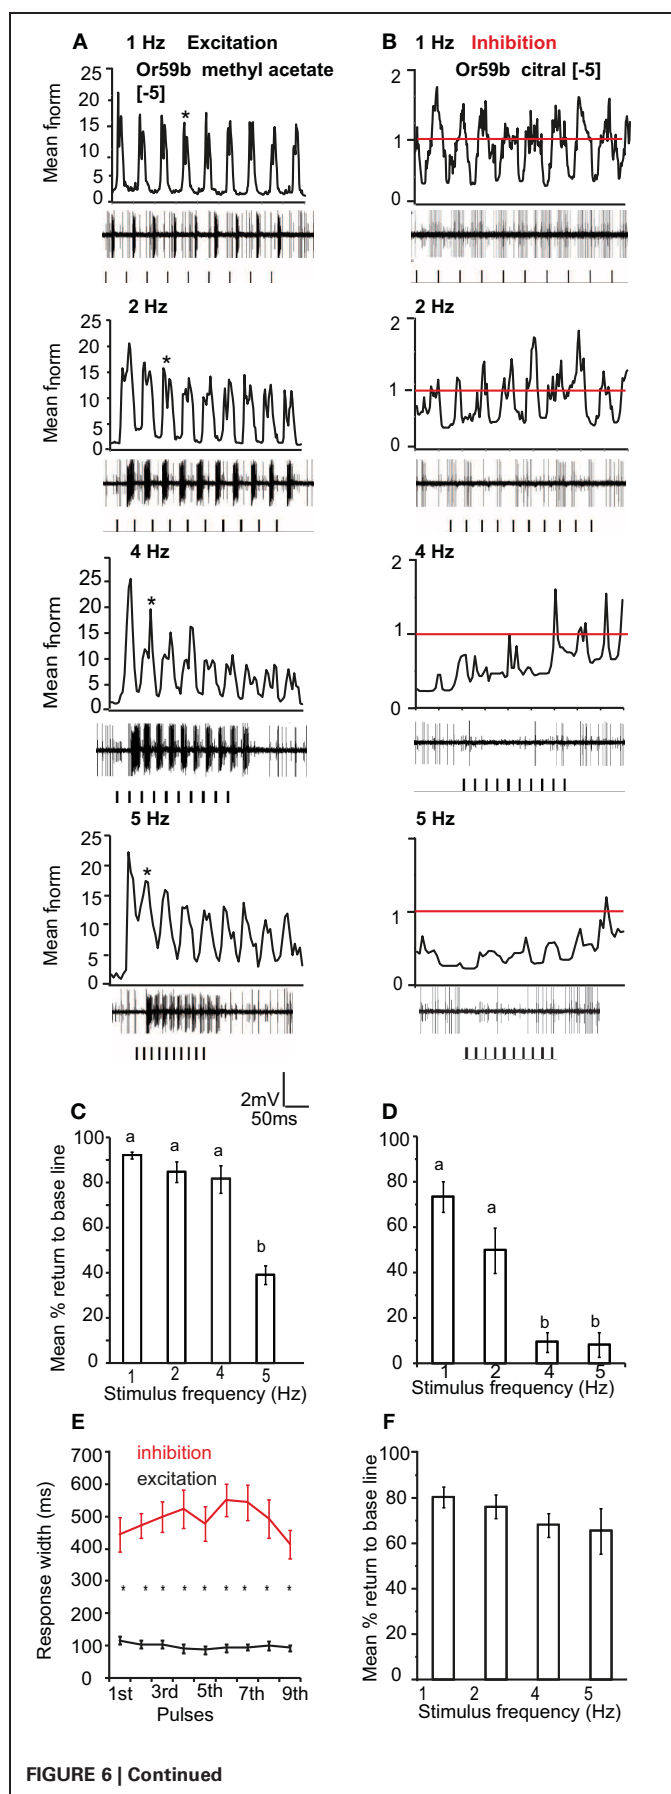 A 1 Hz Excitation
Or59b methyl acetate
[-5]
Mean fnorm
25
20
15
10
5
0
*
B 1 Hz Inhibition
Or59b citral [-5]
2
1
0
2 Hz
Mean fnorm
25
20
15
10
5
0
*
2 Hz
2
1
0
4 Hz
Mean fnorm
25
20
15
10
5
0
*
4 Hz
2
1
0
5 Hz
Mean fnorm
25
20
15
10
5
0
*
5 Hz
1
0
2mV
50ms
C
Mean % return to base line
100
80
60
40
20
0
a a a b
1 2 4 5
Stimulus frequency (Hz)
D
100
80
60
40
20
0
a a b b
1 2 4 5
Stimulus frequency (Hz)
E
inhibition
excitation
Response width (ms)
700
600
500
400
300
200
100
0
* * * * * * * * *
1st 3rd 5th 7th 9th
Pulses
F
Mean % return to base line
100
80
60
40
20
0
1 2 4 5
Stimulus frequency (Hz)
FIGURE 6 | Continued